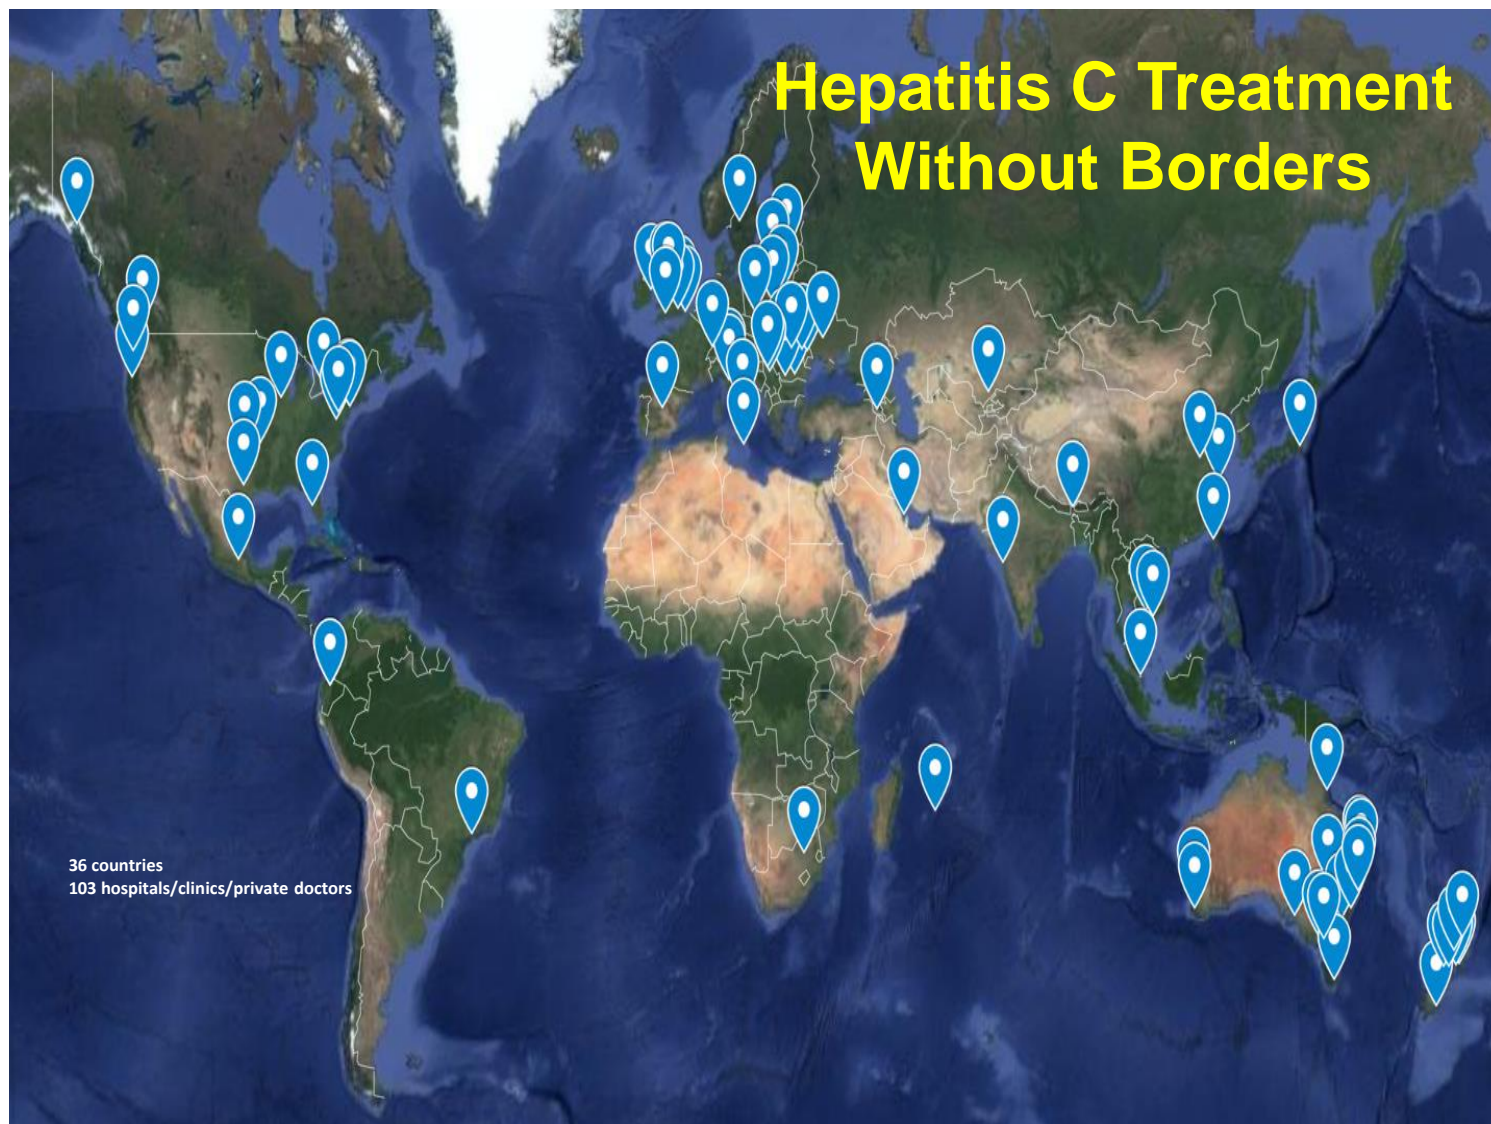 Hepatitis C Treatment
Without Borders
36 countries
103 hospitals/clinics/private doctors